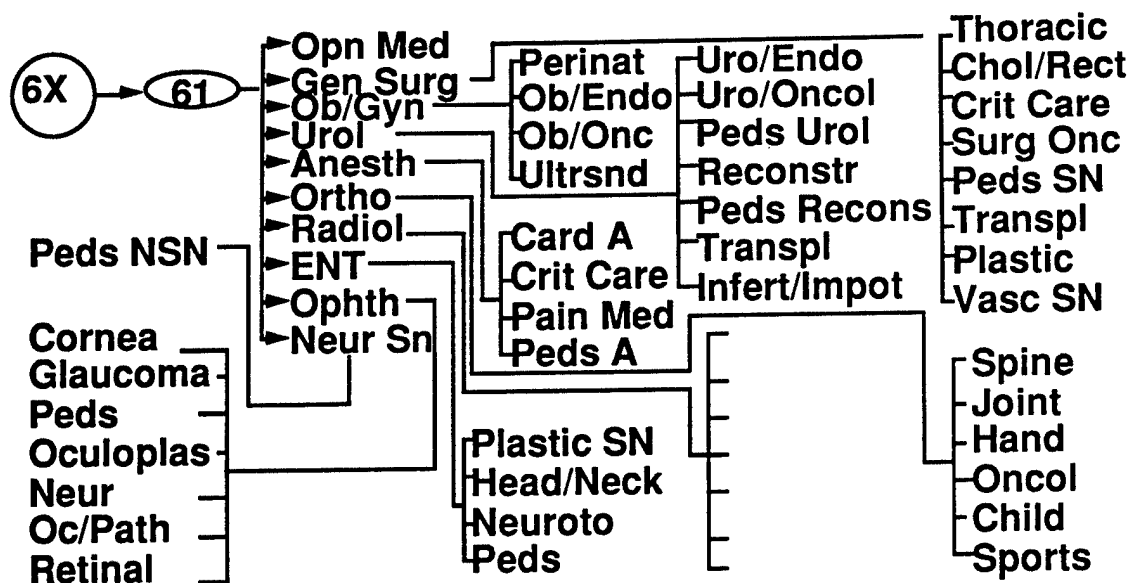 6X
61
Opn Med
Gen Surg
Ob/Gyn
Urol
Anesth
Ortho
Radiol
ENT
Ophth
Neur Sn
Peds NSN
Cornea
Glaucoma
Peds
Oculoplas
Neur
Oc/Path
Retinal
Perinat
Ob/Endo
Ob/Onc
Ultrsnd
Card A
Crit Care
Pain Med
Peds A
Plastic SN
Head/Neck
Neuroto
Peds
Uro/Endo
Uro/Oncol
Peds Urol
Reconstr
Peds Recons
Transpl
Infert/Impot
Thoracic
Chol/Rect
Crit Care
Surg Onc
Peds SN
Transpl
Plastic
Vasc SN
Spine
Joint
Hand
Oncol
Child
Sports